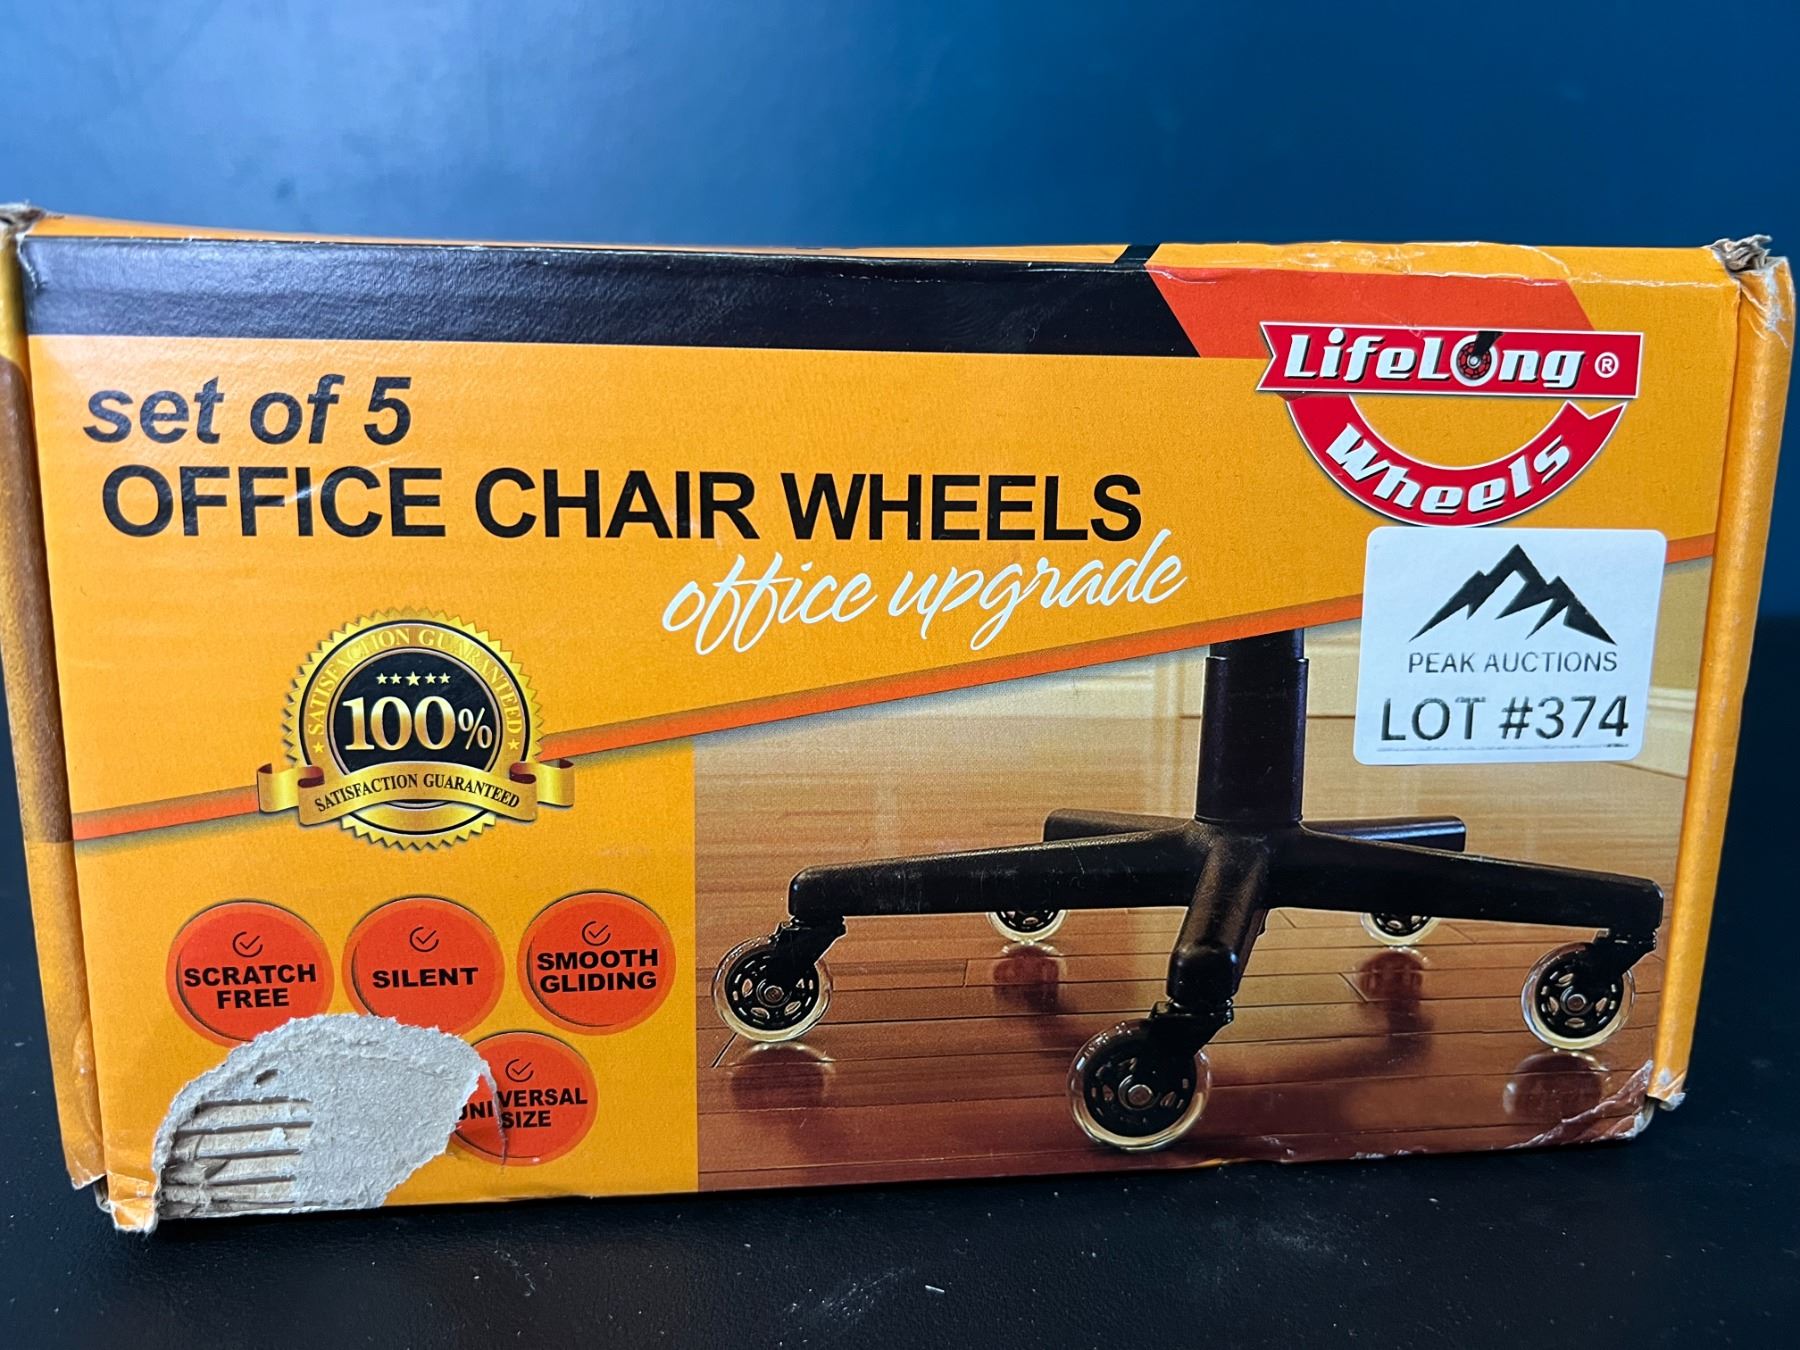 LifeLong ®
Wheels
set of 5
OFFICE CHAIR WHEELS
office upgrade
PEAK AUCTIONS
LOT #374
SATISFACTION GUARANTEED
100%
SATISFACTION GUARANTEED
SCRATCH
FREE
SILENT
SMOOTH
GLIDING
UNIVERSAL
SIZE